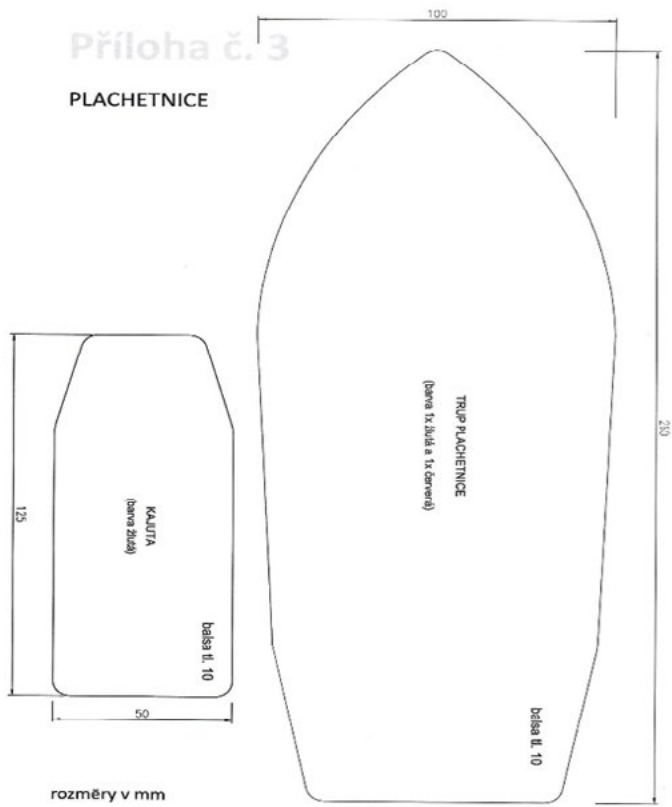 Příloha č. 3
PLACHETNICE
100
TRUP PLACHETNICE
(barva 1x žlutá a 1x červená)
balsa tl. 10
125
KAJUTA
(barva žlutá)
balsa tl. 10
50
rozměry v mm